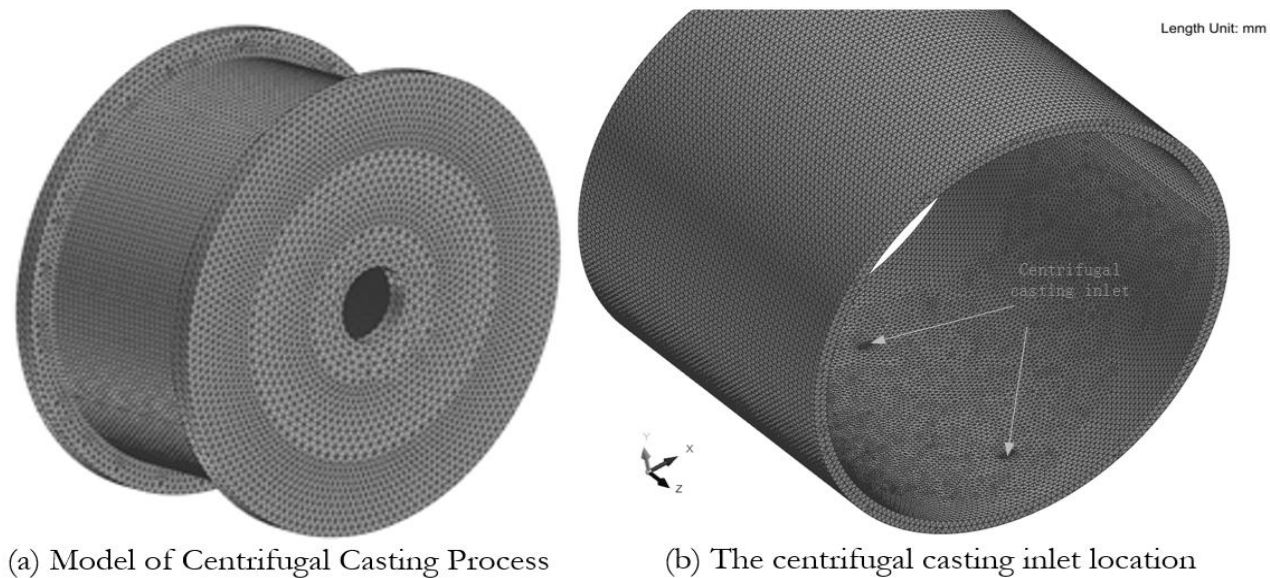 Length Unit: mm
Centrifugal
casting inlet
Y
X
Z
(a) Model of Centrifugal Casting Process
(b) The centrifugal casting inlet location